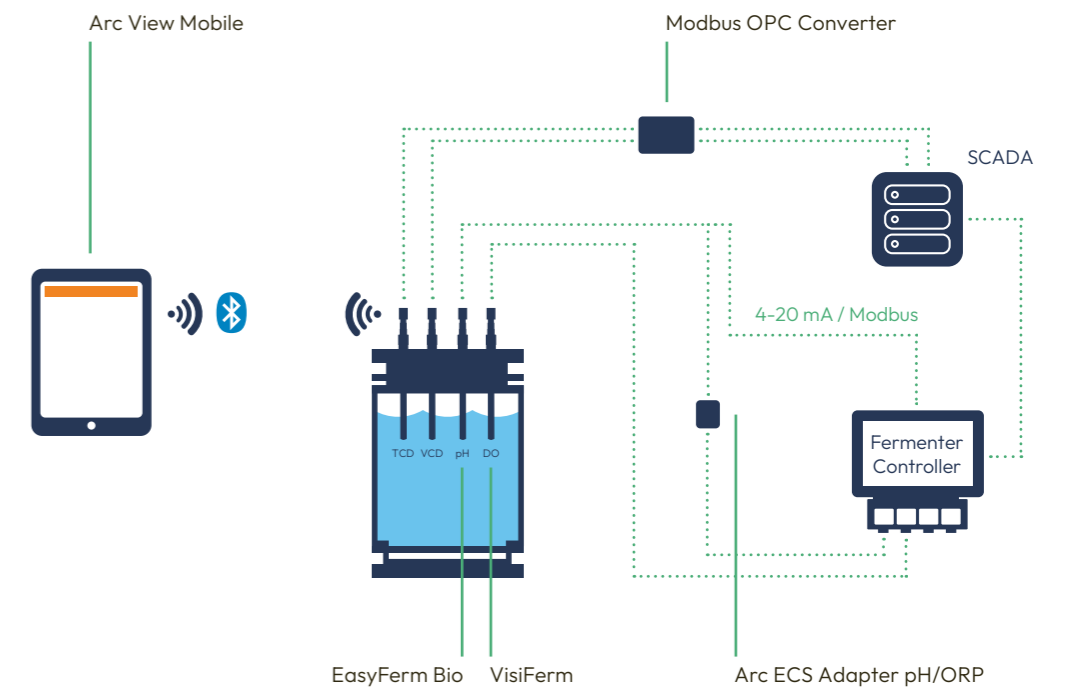 Arc View Mobile
Modbus OPC Converter
SCADA
4-20 mA / Modbus
Fermenter
Controller
TCD VCD pH DO
EasyFerm Bio
VisiFerm
Arc ECS Adapter pH/ORP